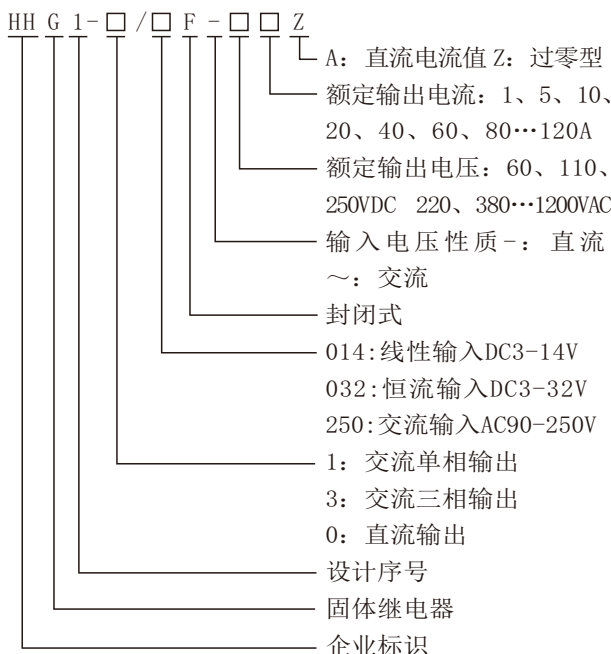 HH G 1-□/□ F-□□ Z
A: 直流电流值 Z: 过零型
额定输出电流: 1、5、10、
20、40、60、80…120A
额定输出电压: 60、110、
250VDC 220、380…1200VAC
输入电压性质-: 直流
～: 交流
封闭式
014:线性输入DC3-14V
032:恒流输入DC3-32V
250:交流输入AC90-250V
1: 交流单相输出
3: 交流三相输出
0: 直流输出
设计序号
固体继电器
企业标识